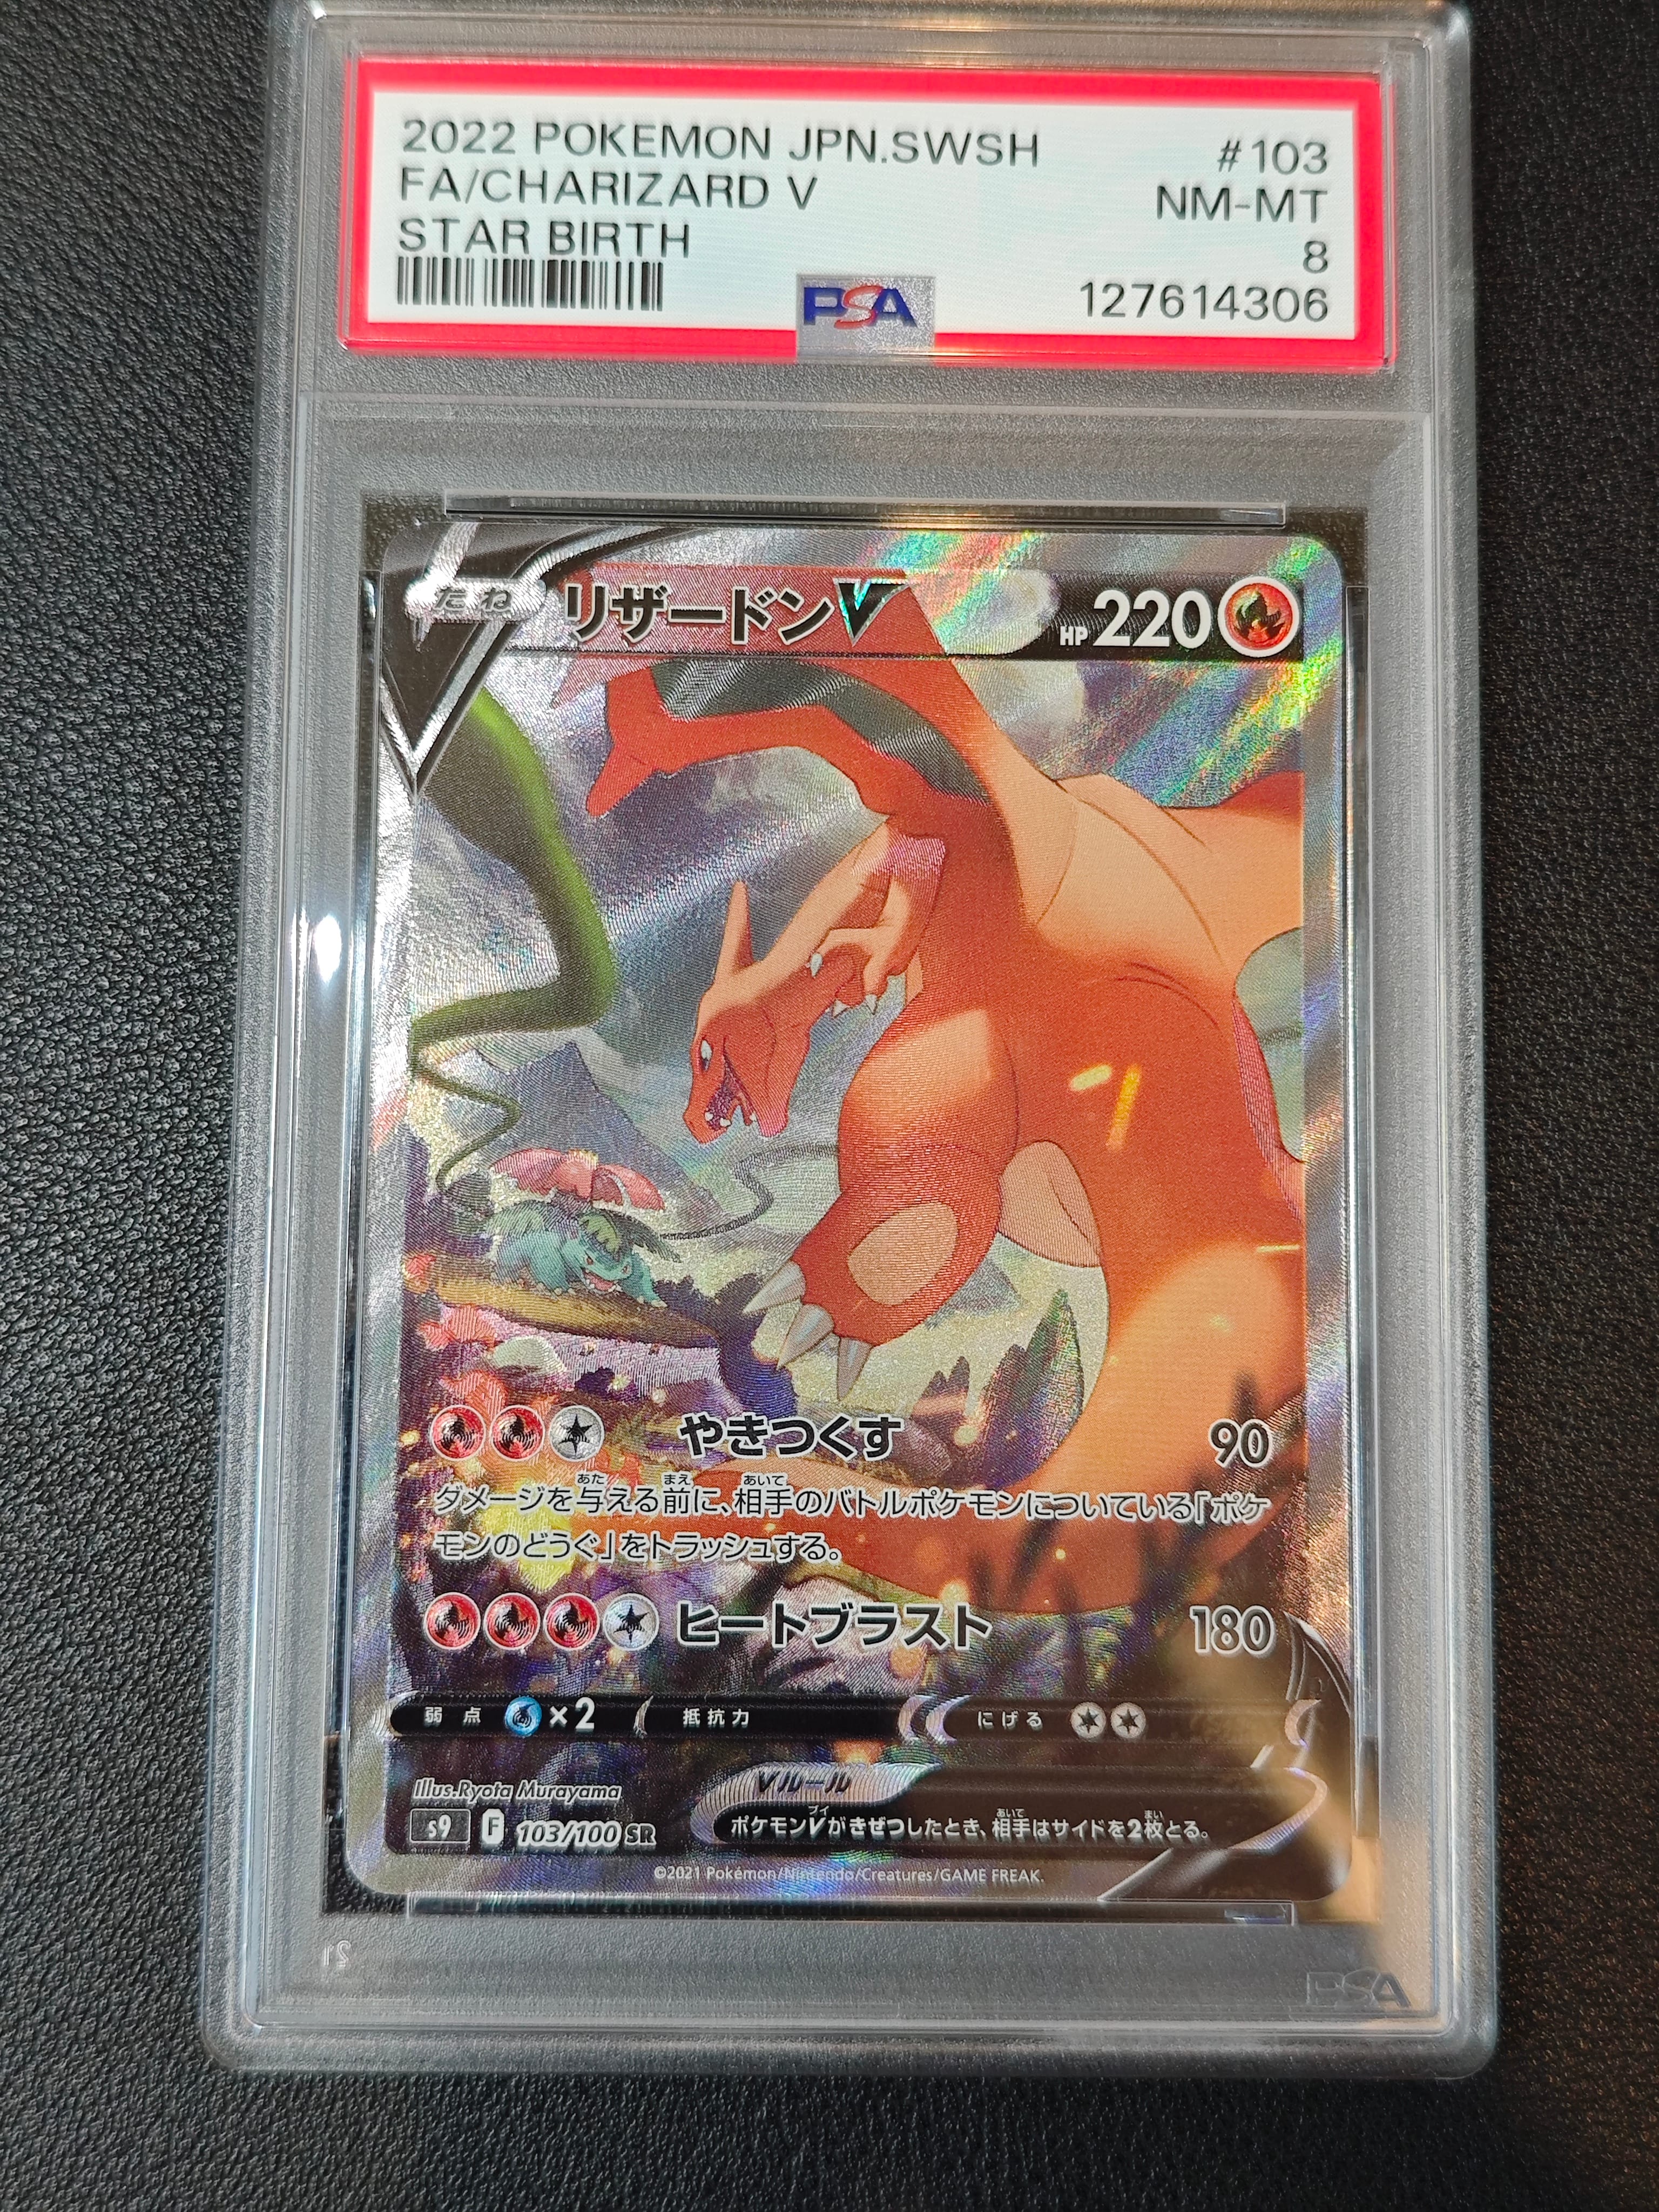 2022 POKEMON JPN.SWSH #103
FA/CHARIZARD V NM-MT
STAR BIRTH 8
PSA 127614306
たね リザードンV HP 220
やきつくす 90
ダメージを与える前に、相手のバトルポケモンについている「ポケ
モンのどうぐ」をトラッシュする。
ヒートブラスト 180
弱点 ×2 抵抗力 にげる
Illus.Ryota Murayama
Vルール
s9 F 103/100 SR
ポケモンVがきぜつしたとき、相手はサイドを2枚とる。
©2021 Pokémon/Nintendo/Creatures/GAME FREAK.
PSA